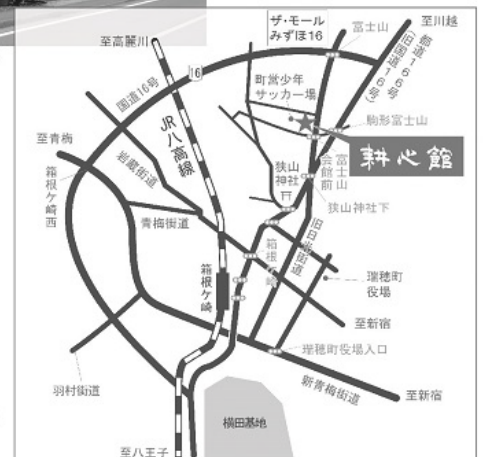 ザ・モール
みずほ16
至川越
富士山
至高麗川
都道166号
(旧国道16号)
国道16号
16
町営少年
サッカー場
駒形富士山
JR八高線
耕心館
至青梅
岩蔵街道
狭山
神社
富士山
会館前
箱根ケ崎西
狭山神社下
青梅街道
旧日光街道
箱根ケ崎
箱根ケ崎
瑞穂町
役場
至新宿
瑞穂町役場入口
羽村街道
新青梅街道
至新宿
横田基地
至八王子